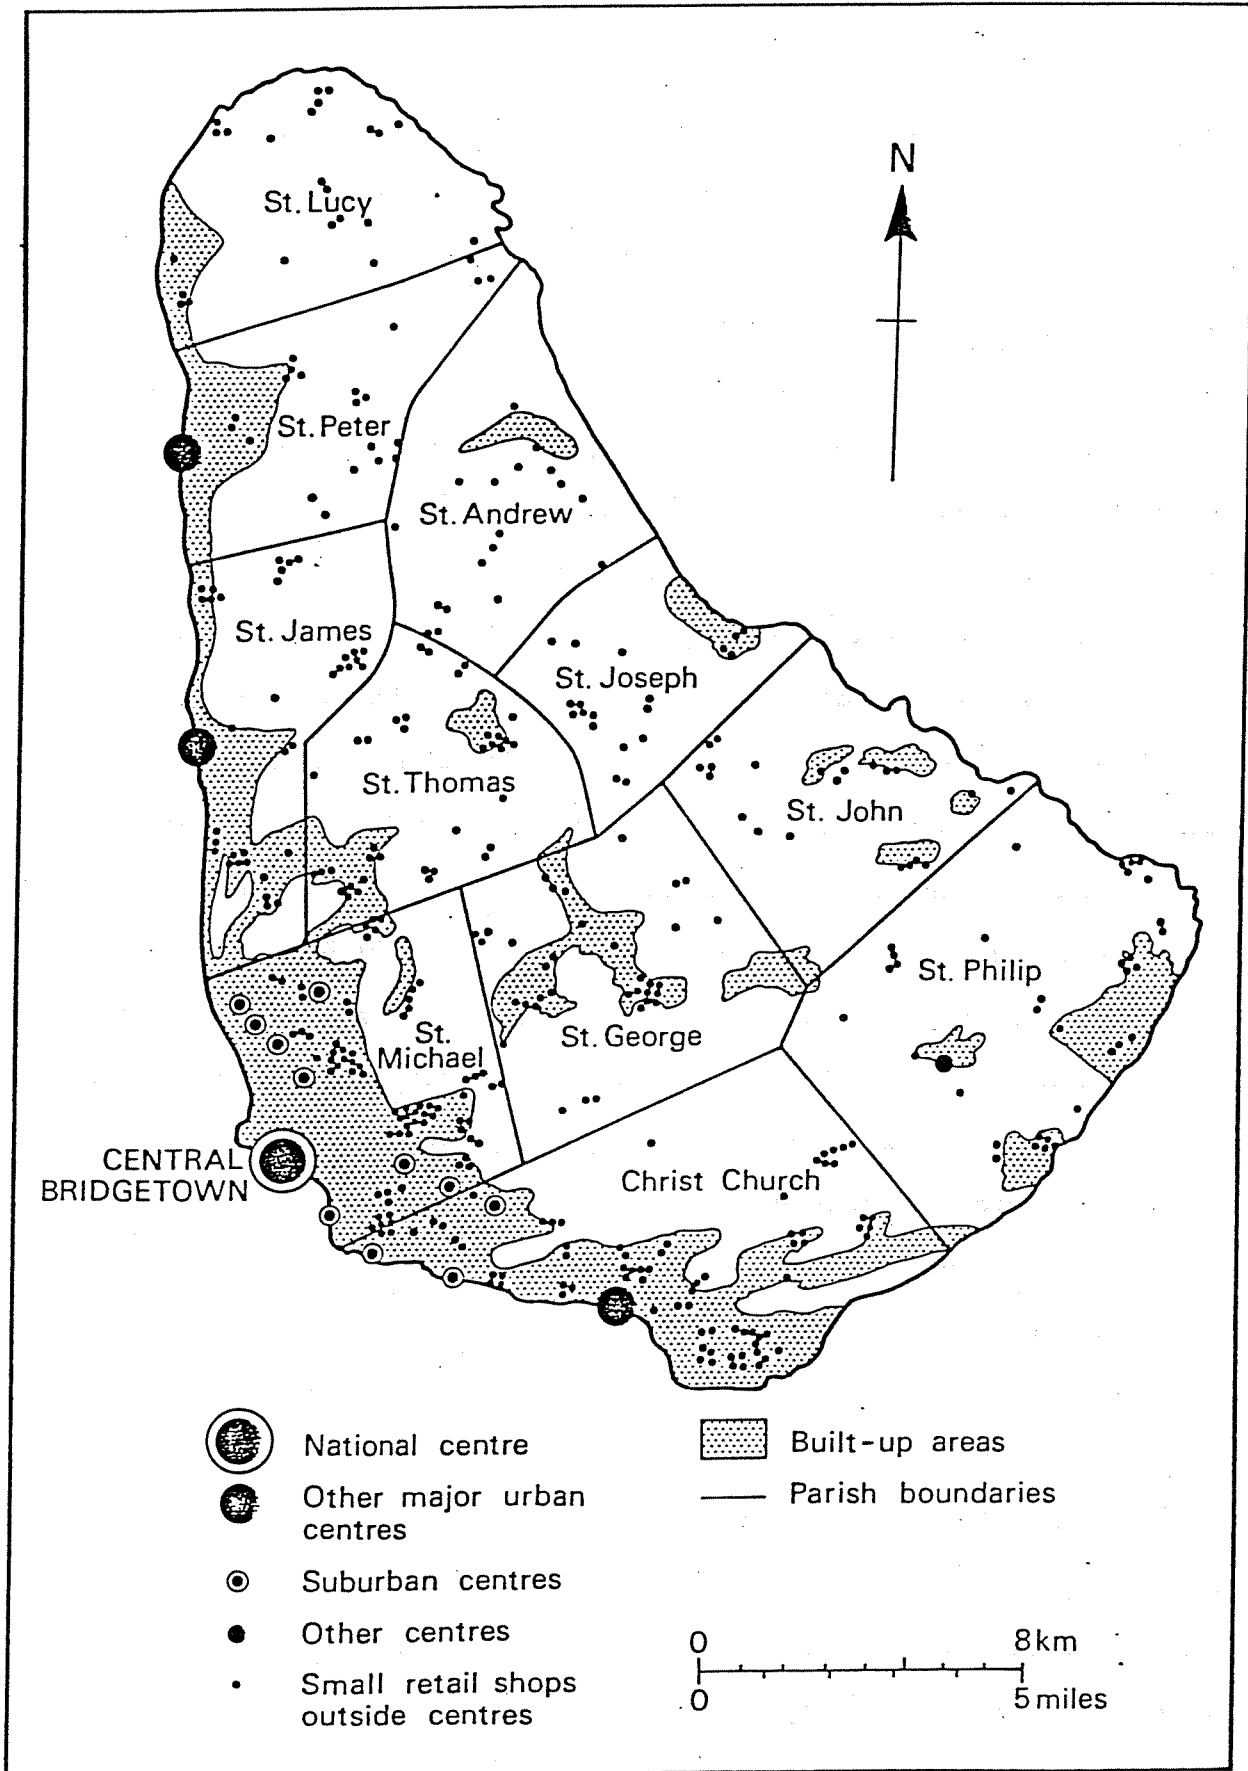 N
St. Lucy
St. Peter
St. Andrew
St. James
St. Joseph
St. Thomas
St. John
St. Philip
St.
Michael
St. George
CENTRAL
BRIDGETOWN
Christ Church
National centre
Other major urban
centres
Suburban centres
Other centres
Small retail shops
outside centres
Built-up areas
Parish boundaries
0 8km
0 5 miles